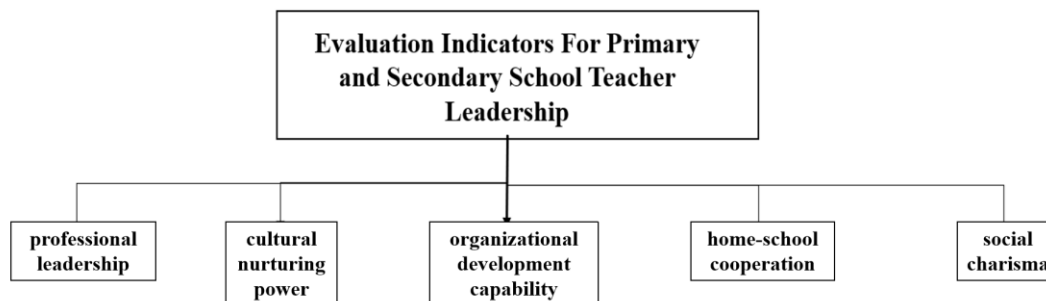 Evaluation Indicators For Primary
and Secondary School Teacher
Leadership
professional
leadership
cultural
nurturing
power
organizational
development
capability
home-school
cooperation
social
charisma